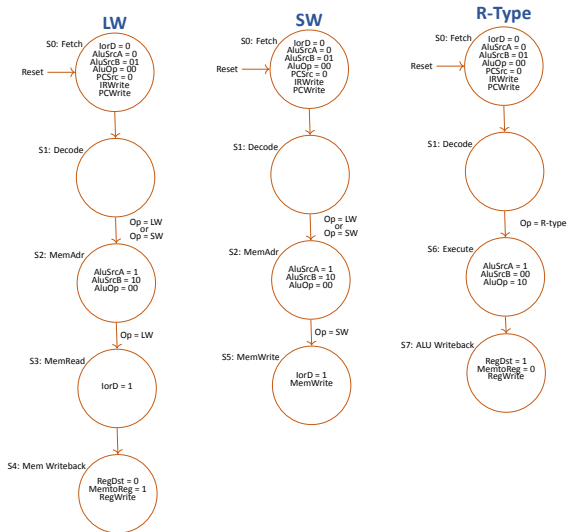 LW
S0: Fetch
IorD = 0
AluSrcA = 0
AluSrcB = 01
AluOp = 00
PCSrc = 0
IRWrite
PCWrite
Reset
S1: Decode
Op = LW
or
Op = SW
S2: MemAdr
AluSrcA = 1
AluSrcB = 10
AluOp = 00
Op = LW
S3: MemRead
IorD = 1
S4: Mem Writeback
RegDst = 0
MemtoReg = 1
RegWrite
SW
S0: Fetch
IorD = 0
AluSrcA = 0
AluSrcB = 01
AluOp = 00
PCSrc = 0
IRWrite
PCWrite
Reset
S1: Decode
Op = LW
or
Op = SW
S2: MemAdr
AluSrcA = 1
AluSrcB = 10
AluOp = 00
Op = SW
S5: MemWrite
IorD = 1
MemWrite
R-Type
S0: Fetch
IorD = 0
AluSrcA = 0
AluSrcB = 01
AluOp = 00
PCSrc = 0
IRWrite
PCWrite
Reset
S1: Decode
Op = R-type
S6: Execute
AluSrcA = 1
AluSrcB = 00
AluOp = 10
S7: ALU Writeback
RegDst = 1
MemtoReg = 0
RegWrite